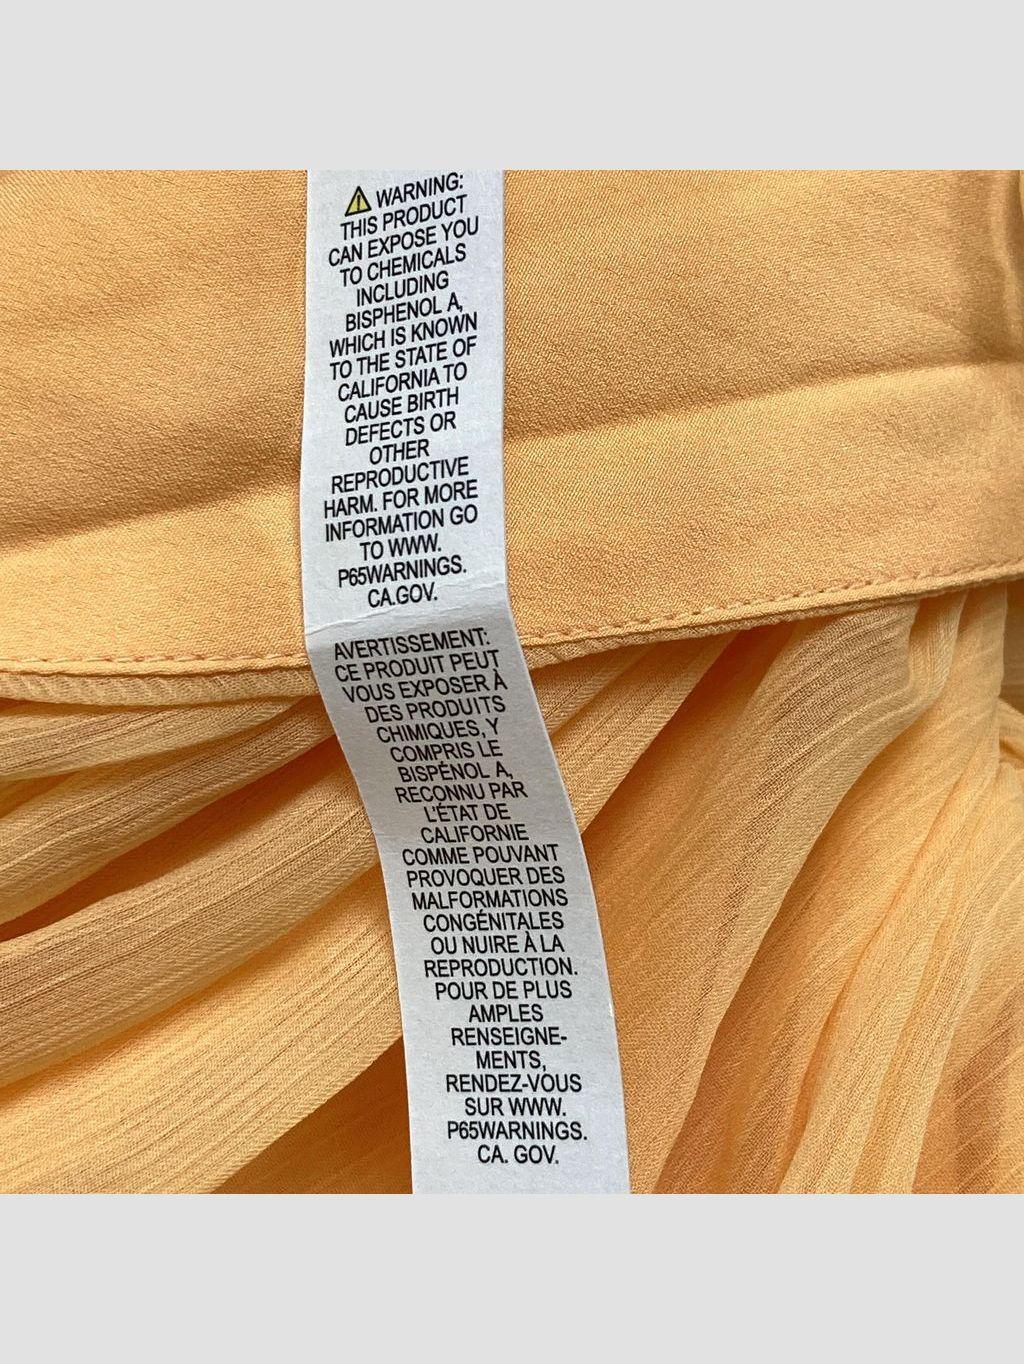 ⚠ WARNING:
THIS PRODUCT
CAN EXPOSE YOU
TO CHEMICALS
INCLUDING
BISPHENOL A,
WHICH IS KNOWN
TO THE STATE OF
CALIFORNIA TO
CAUSE BIRTH
DEFECTS OR
OTHER
REPRODUCTIVE
HARM. FOR MORE
INFORMATION GO
TO WWW.
P65WARNINGS.
CA.GOV.
AVERTISSEMENT:
CE PRODUIT PEUT
VOUS EXPOSER À
DES PRODUITS
CHIMIQUES, Y
COMPRIS LE
BISPÉNOL A,
RECONNU PAR
L'ÉTAT DE
CALIFORNIE
COMME POUVANT
PROVOQUER DES
MALFORMATIONS
CONGÉNITALES
OU NUIRE À LA
REPRODUCTION.
POUR DE PLUS
AMPLES
RENSEIGNE-
MENTS,
RENDEZ-VOUS
SUR WWW.
P65WARNINGS.
CA. GOV.